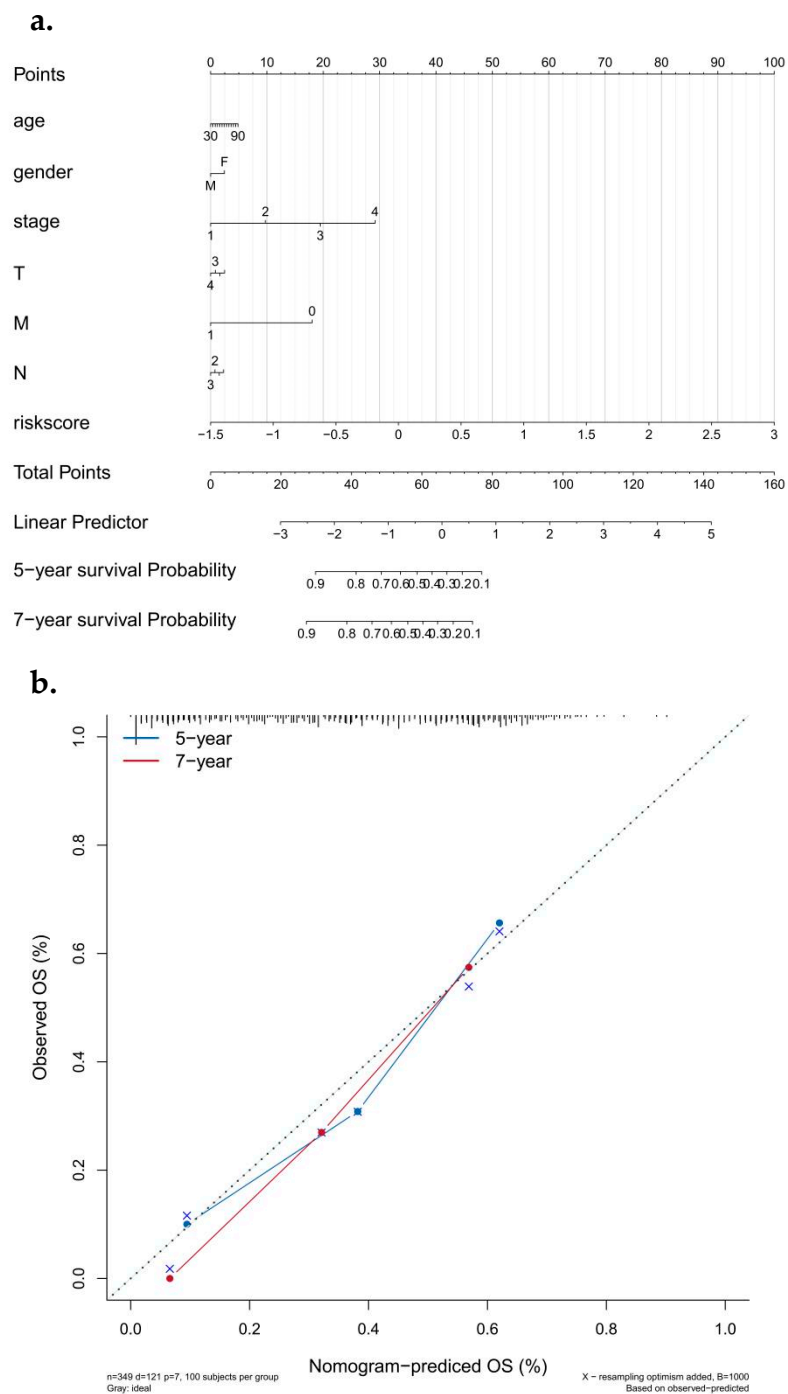 a.
Points
0 10 20 30 40 50 60 70 80 90 100
age
30 90
gender
F
M
stage
2 4
1 3
T
3
4
M
0
1
N
2
3
riskscore
−1.5 −1 −0.5 0 0.5 1 1.5 2 2.5 3
Total Points
0 20 40 60 80 100 120 140 160
Linear Predictor
−3 −2 −1 0 1 2 3 4 5
5−year survival Probability
0.9 0.8 0.7 0.6 0.5 0.4 0.3 0.2 0.1
7−year survival Probability
0.9 0.8 0.7 0.6 0.5 0.4 0.3 0.2 0.1
b.
5−year
7−year
Observed OS (%)
1.0
0.8
0.6
0.4
0.2
0.0
0.0 0.2 0.4 0.6 0.8 1.0
Nomogram−prediced OS (%)
n=349 d=121 p=7, 100 subjects per group
Gray: ideal
X − resampling optimism added, B=1000
Based on observed−predicted